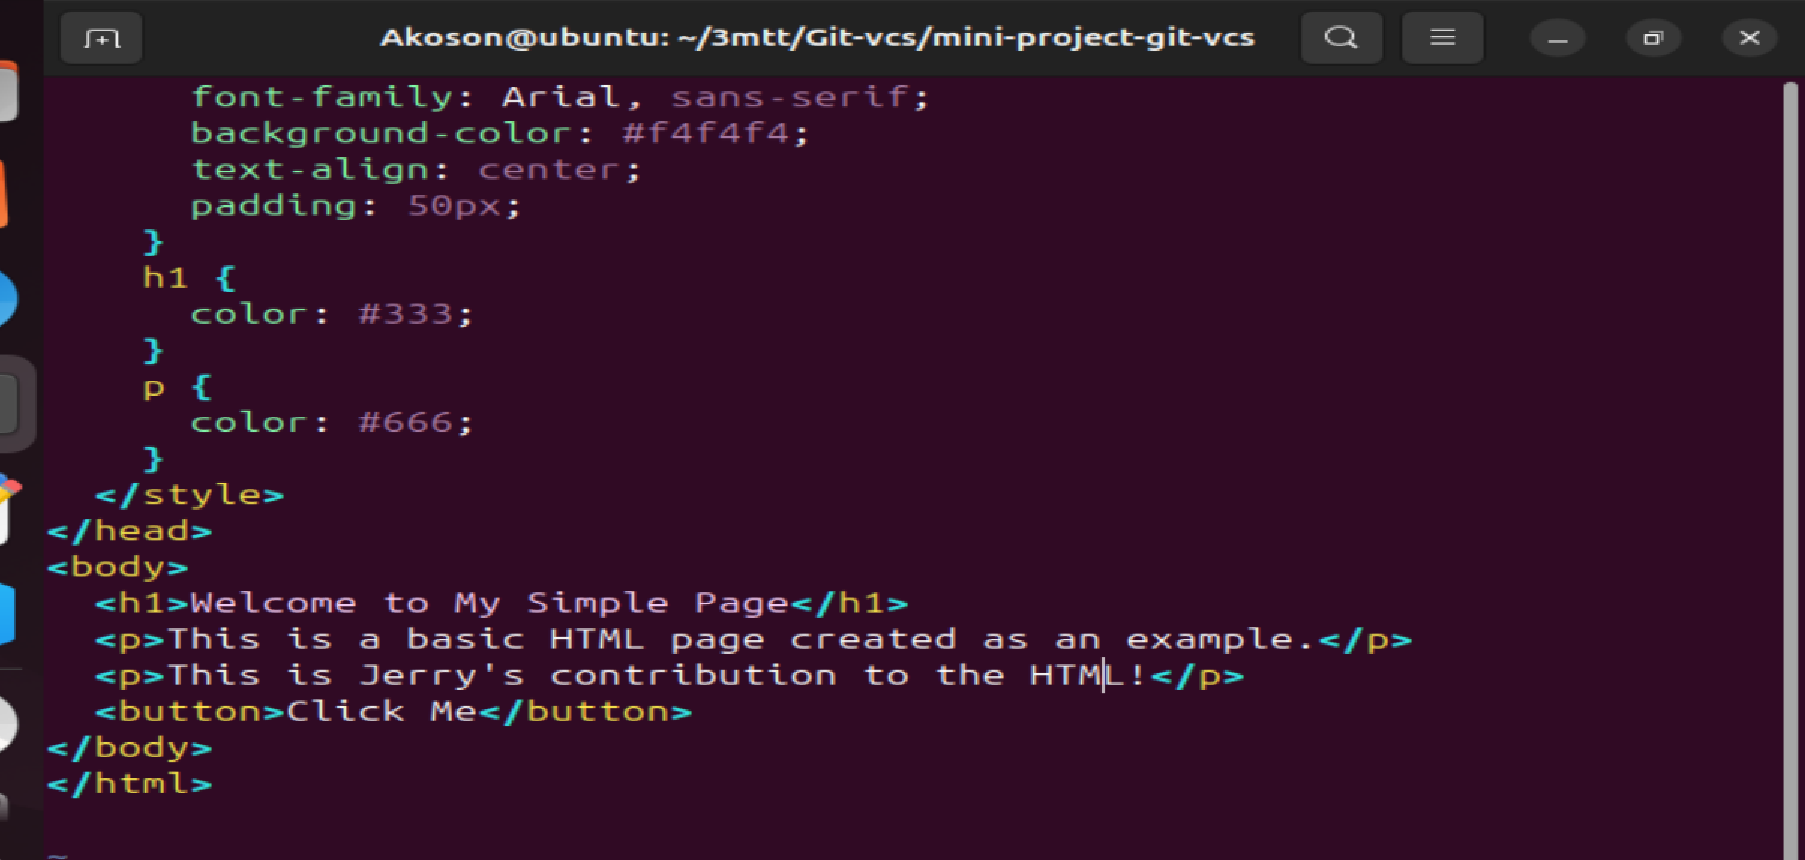 Akoson@ubuntu: ~/3mtt/Git-vcs/mini-project-git-vcs
font-family: Arial, sans-serif;
background-color: #f4f4f4;
text-align: center;
padding: 50px;
}
h1 {
color: #333;
}
p {
color: #666;
}
</style>
</head>
<body>
<h1>Welcome to My Simple Page</h1>
<p>This is a basic HTML page created as an example.</p>
<p>This is Jerry's contribution to the HTML!</p>
<button>Click Me</button>
</body>
</html>
~